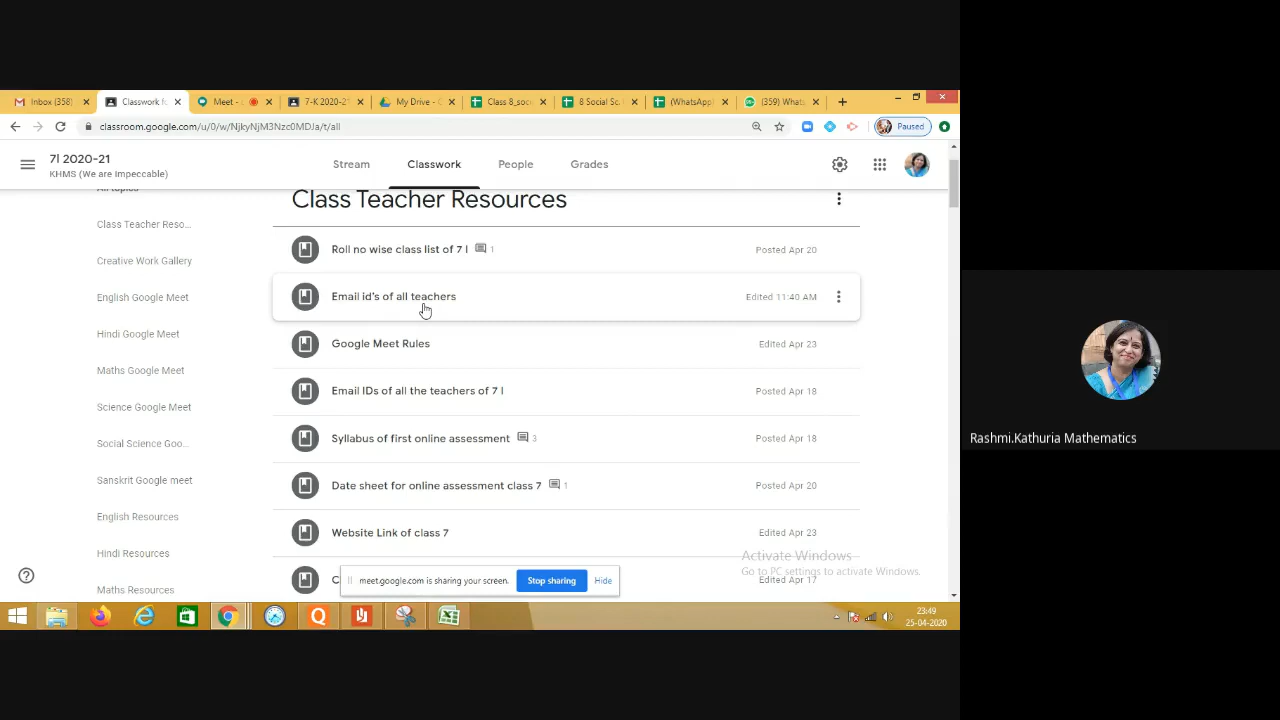 Inbox (358)
Classwork fo
Meet -
7-K 2020-21
My Drive -
Class 8_soci
8 Social Sc.
(WhatsApp
(359) Whats
classroom.google.com/u/0/w/NjkyNjM3Nzc0MDJa/t/all
Paused
7I 2020-21
KHMS (We are Impeccable)
Stream
Classwork
People
Grades
All topics
Class Teacher Reso...
Creative Work Gallery
English Google Meet
Hindi Google Meet
Maths Google Meet
Science Google Meet
Social Science Goo...
Sanskrit Google meet
English Resources
Hindi Resources
Maths Resources
Class Teacher Resources
Roll no wise class list of 7 I 1 Posted Apr 20
Email id's of all teachers Edited 11:40 AM
Google Meet Rules Edited Apr 23
Email IDs of all the teachers of 7 I Posted Apr 18
Syllabus of first online assessment 3 Posted Apr 18
Date sheet for online assessment class 7 1 Posted Apr 20
Website Link of class 7 Edited Apr 23
C Edited Apr 17
Activate Windows
Go to PC settings to activate Windows.
meet.google.com is sharing your screen. Stop sharing Hide
23:49
25-04-2020
Rashmi.Kathuria Mathematics